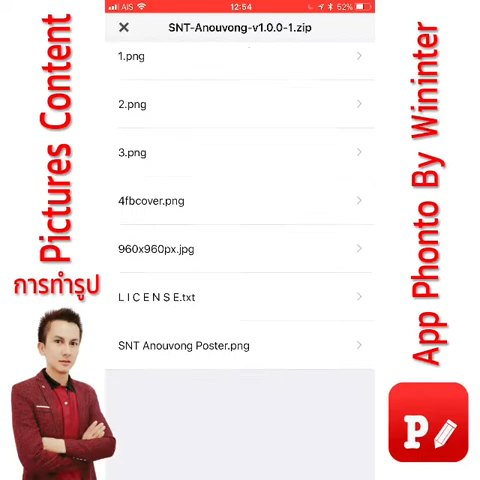 AIS 12:54 52%
SNT-Anouvong-v1.0.0-1.zip
1.png
2.png
3.png
4fbcover.png
960x960px.jpg
L I C E N S E.txt
SNT Anouvong Poster.png
Pictures Content
การทำรูป
App Phonto By Wininter
P